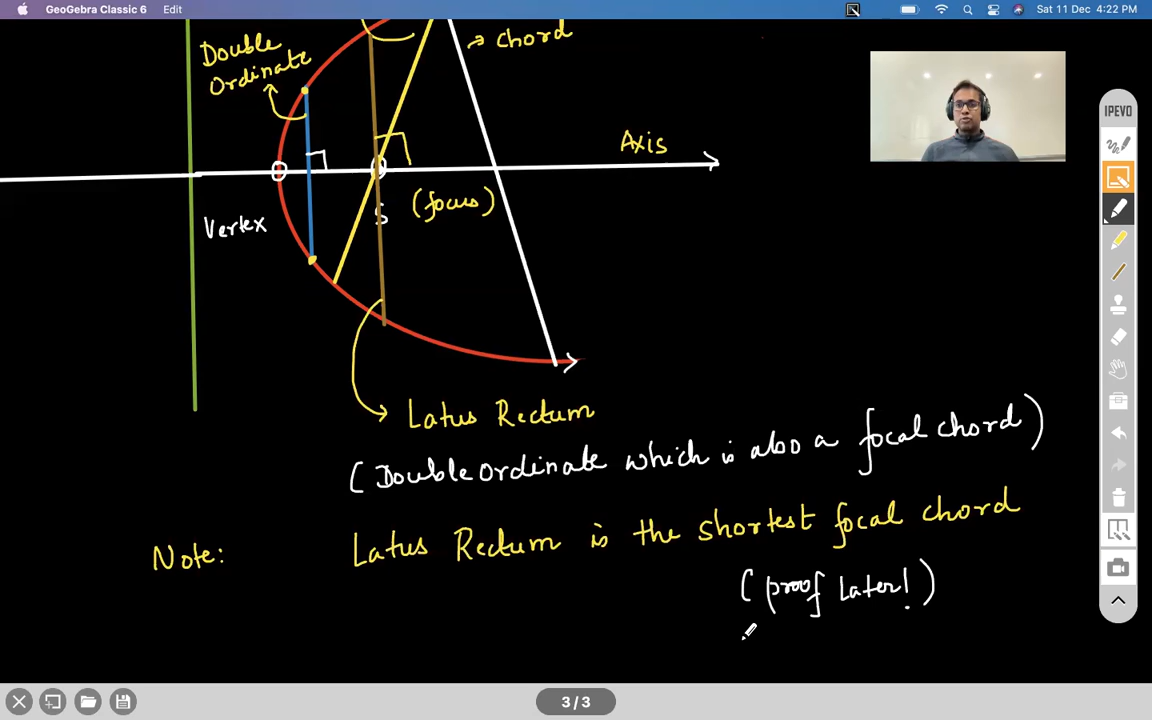 GeoGebra Classic 6 Edit
Sat 11 Dec 4:22 PM
IPEVO
Double
Ordinate
Chord
Axis
S
(focus)
Vertex
Latus Rectum
(Double ordinate which is also a focal chord)
Note: Latus Rectum is the shortest focal chord
(proof Later!)
3/3